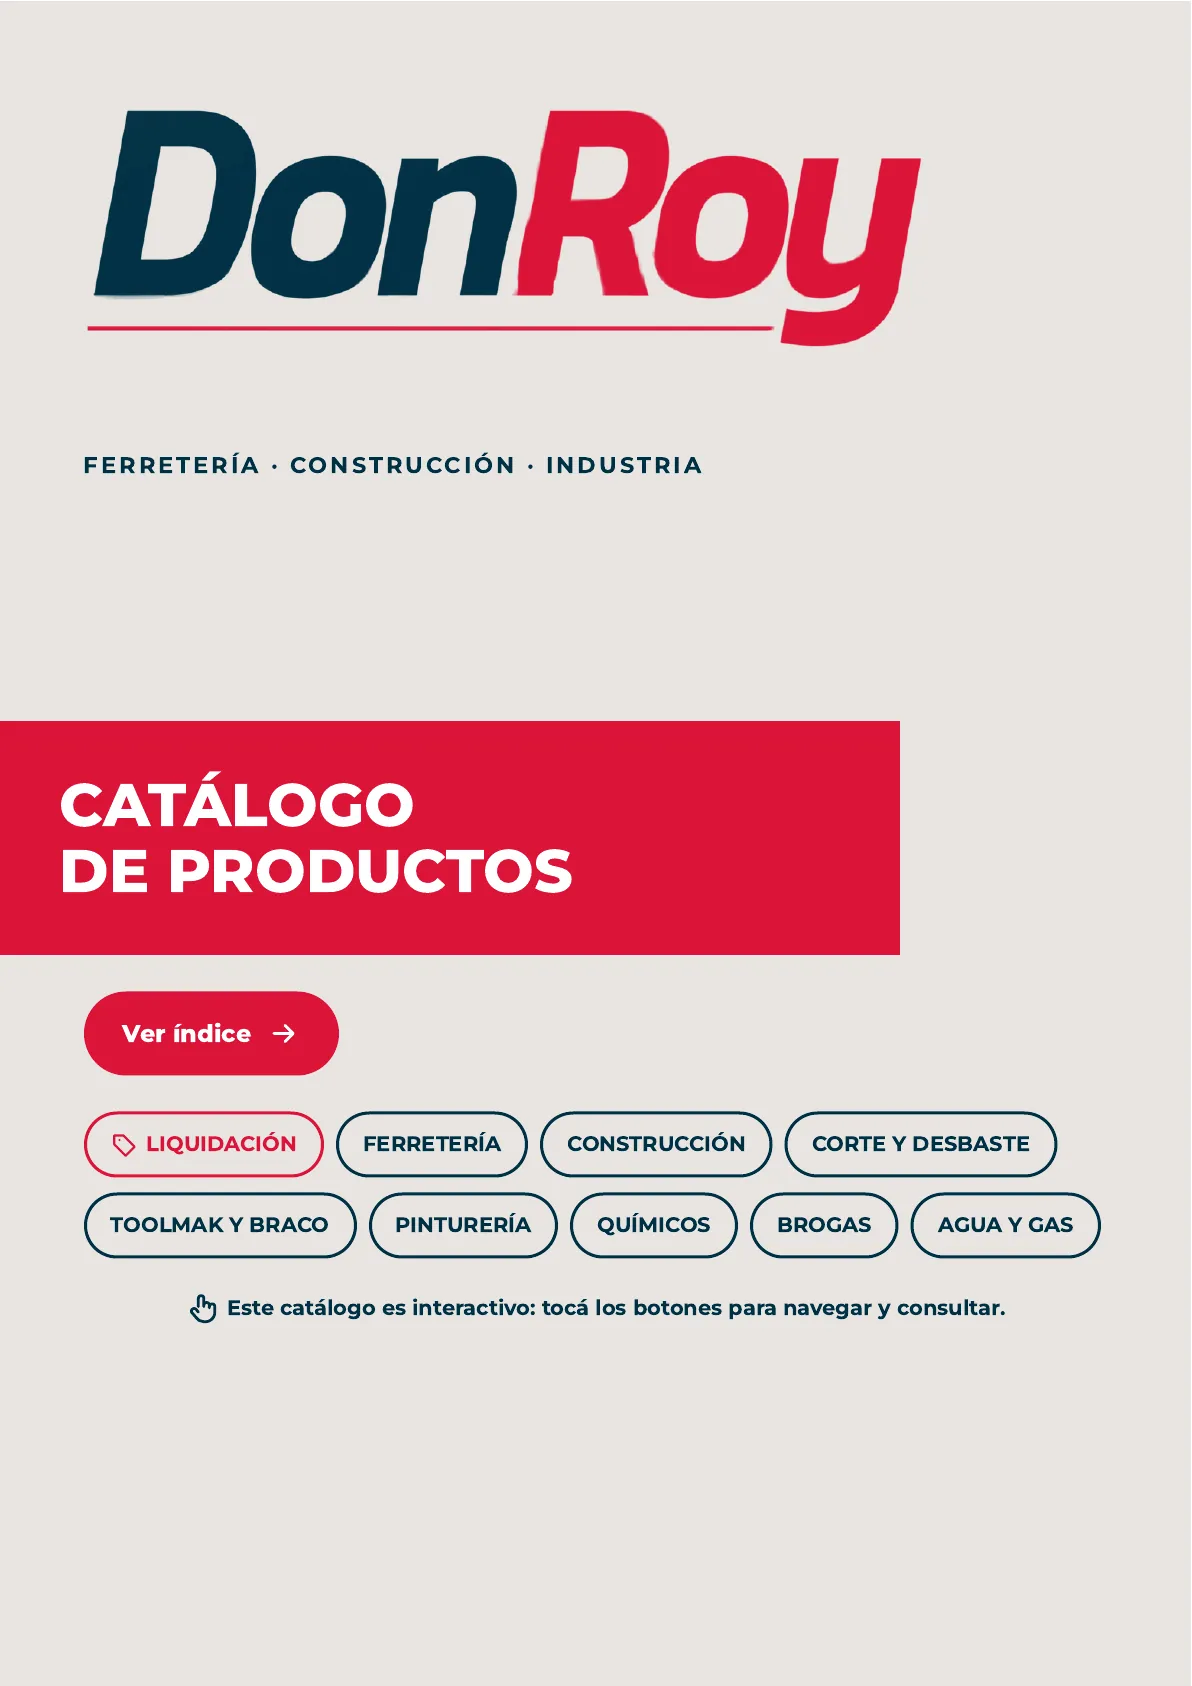 DonRoy
FERRETERÍA · CONSTRUCCIÓN · INDUSTRIA
CATÁLOGO
DE PRODUCTOS
Ver índice →
LIQUIDACIÓN
FERRETERÍA
CONSTRUCCIÓN
CORTE Y DESBASTE
TOOLMAK Y BRACO
PINTURERÍA
QUÍMICOS
BROGAS
AGUA Y GAS
Este catálogo es interactivo: tocá los botones para navegar y consultar.